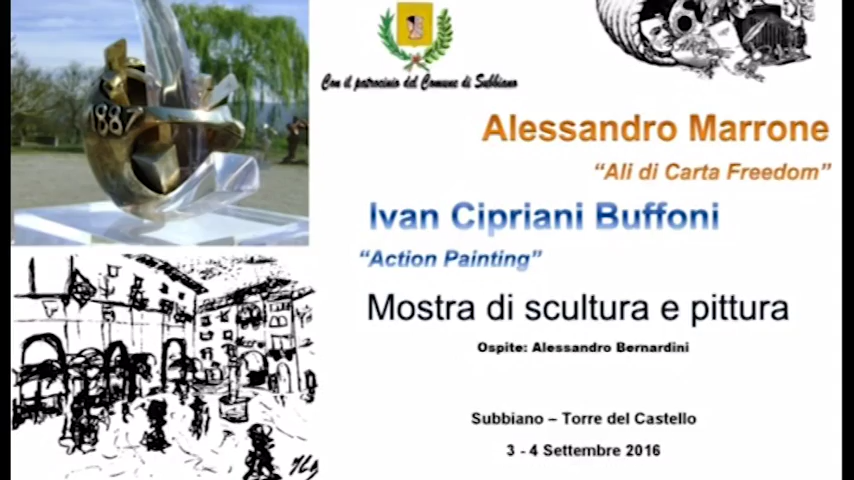 Con il patrocinio del Comune di Subbiano
Alessandro Marrone
“Ali di Carta Freedom”
Ivan Cipriani Buffoni
“Action Painting”
Mostra di scultura e pittura
Ospite: Alessandro Bernardini
Subbiano – Torre del Castello
3 - 4 Settembre 2016
1887